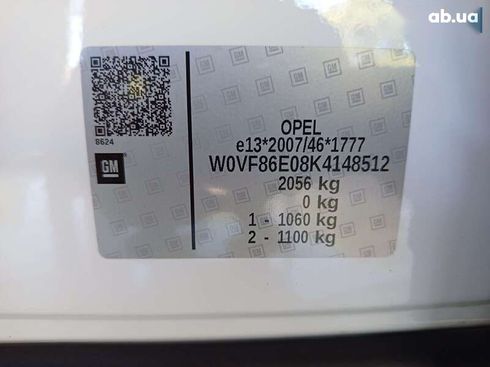 ab.ua
8624
GM
OPEL
e13*2007/46*1777
W0VF86E08K4148512
2056 kg
0 kg
1 - 1060 kg
2 - 1100 kg